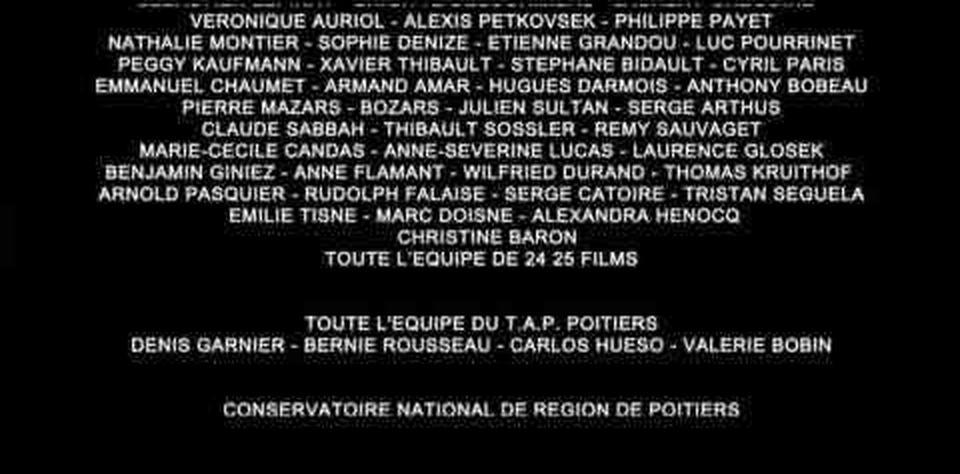 VERONIQUE AURIOL - ALEXIS PETKOVSEK - PHILIPPE PAYET
NATHALIE MONTIER - SOPHIE DENIZE - ETIENNE GRANDOU - LUC POURRINET
PEGGY KAUFMANN - XAVIER THIBAULT - STEPHANE BIDAULT - CYRIL PARIS
EMMANUEL CHAUMET - ARMAND AMAR - HUGUES DARMOIS - ANTHONY BOBEAU
PIERRE MAZARS - BOZARS - JULIEN SULTAN - SERGE ARTHUS
CLAUDE SABBAH - THIBAULT SOSSLER - REMY SAUVAGET
MARIE-CECILE CANDAS - ANNE-SEVERINE LUCAS - LAURENCE GLOSEK
BENJAMIN GINIEZ - ANNE FLAMANT - WILFRIED DURAND - THOMAS KRUITHOF
ARNOLD PASQUIER - RUDOLPH FALAISE - SERGE CATOIRE - TRISTAN SEGUELA
EMILIE TISNE - MARC DOISNE - ALEXANDRA HENOCQ
CHRISTINE BARON
TOUTE L'EQUIPE DE 24 25 FILMS
TOUTE L'EQUIPE DU T.A.P. POITIERS
DENIS GARNIER - BERNIE ROUSSEAU - CARLOS HUESO - VALERIE BOBIN
CONSERVATOIRE NATIONAL DE REGION DE POITIERS